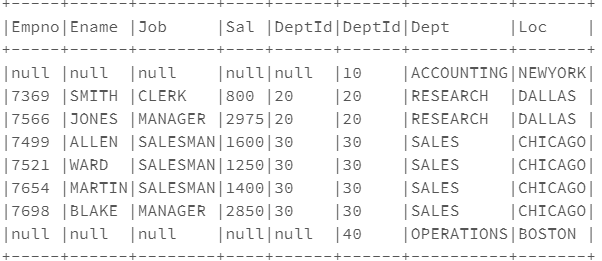 +-----+------+--------+----+------+------+----------+-------+
|Empno|Ename |Job     |Sal |DeptId|DeptId|Dept      |Loc    |
+-----+------+--------+----+------+------+----------+-------+
|null |null  |null    |null|null  |10    |ACCOUNTING|NEWYORK|
|7369 |SMITH |CLERK   |800 |20    |20    |RESEARCH  |DALLAS |
|7566 |JONES |MANAGER |2975|20    |20    |RESEARCH  |DALLAS |
|7499 |ALLEN |SALESMAN|1600|30    |30    |SALES     |CHICAGO|
|7521 |WARD  |SALESMAN|1250|30    |30    |SALES     |CHICAGO|
|7654 |MARTIN|SALESMAN|1400|30    |30    |SALES     |CHICAGO|
|7698 |BLAKE |MANAGER |2850|30    |30    |SALES     |CHICAGO|
|null |null  |null    |null|null  |40    |OPERATIONS|BOSTON |
+-----+------+--------+----+------+------+----------+-------+